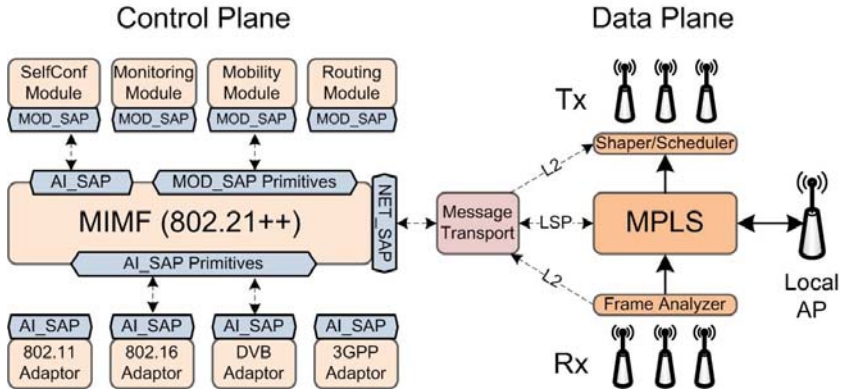 Control Plane
Data Plane
SelfConf Module
Monitoring Module
Mobility Module
Routing Module
MOD_SAP
MOD_SAP
MOD_SAP
MOD_SAP
Tx
Shaper/Scheduler
AI_SAP
MOD_SAP Primitives
NET_SAP
L2
MIMF (802.21++)
Message Transport
LSP
MPLS
AI_SAP Primitives
L2
Local AP
Frame Analyzer
AI_SAP
AI_SAP
AI_SAP
AI_SAP
802.11 Adaptor
802.16 Adaptor
DVB Adaptor
3GPP Adaptor
Rx